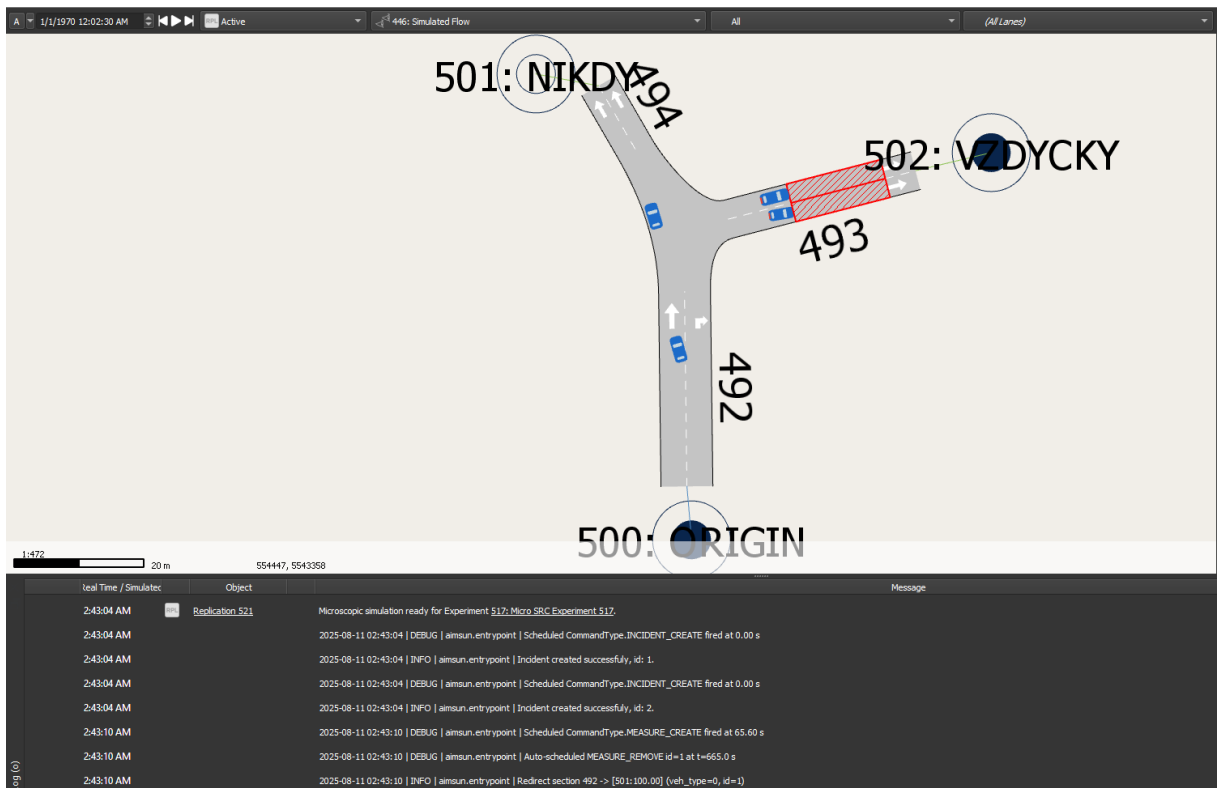 A 1/1/1970 12:02:30 AM RPL Active 446: Simulated Flow All (All Lanes)
501: NIKDY
494
502: VZDYCKY
493
492
500: ORIGIN
1:472
20 m 554447, 5543358
Real Time / Simulated Object Message
2:43:04 AM RPL Replication 521 Microscopic simulation ready for Experiment 517: Micro SRC Experiment 517.
2:43:04 AM 2025-08-11 02:43:04 | DEBUG | aimsun.entrypoint | Scheduled CommandType.INCIDENT_CREATE fired at 0.00 s
2:43:04 AM 2025-08-11 02:43:04 | INFO | aimsun.entrypoint | Incident created successfuly, id: 1.
2:43:04 AM 2025-08-11 02:43:04 | DEBUG | aimsun.entrypoint | Scheduled CommandType.INCIDENT_CREATE fired at 0.00 s
2:43:04 AM 2025-08-11 02:43:04 | INFO | aimsun.entrypoint | Incident created successfuly, id: 2.
2:43:10 AM 2025-08-11 02:43:10 | DEBUG | aimsun.entrypoint | Scheduled CommandType.MEASURE_CREATE fired at 65.60 s
2:43:10 AM 2025-08-11 02:43:10 | DEBUG | aimsun.entrypoint | Auto-scheduled MEASURE_REMOVE id=1 at t=665.0 s
2:43:10 AM 2025-08-11 02:43:10 | INFO | aimsun.entrypoint | Redirect section 492 -> [501:100.00] (veh_type=0, id=1)